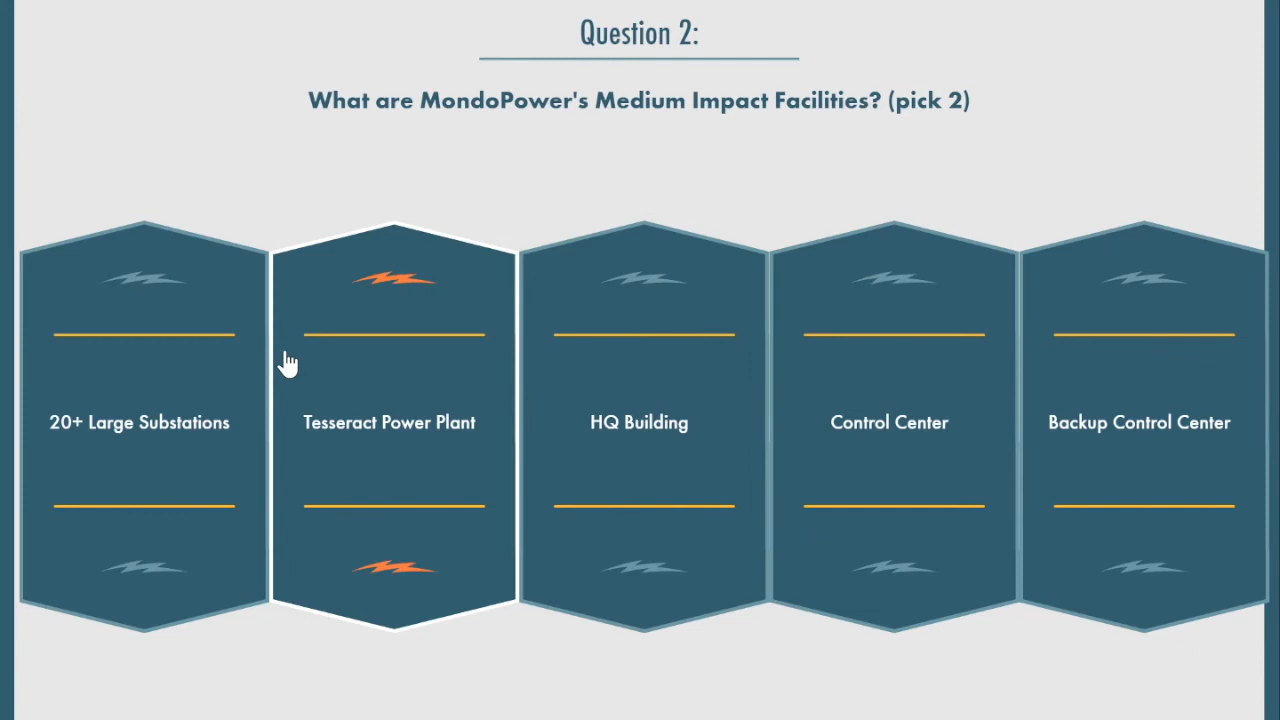 Question 2:
What are MondoPower's Medium Impact Facilities? (pick 2)
20+ Large Substations
Tesseract Power Plant
HQ Building
Control Center
Backup Control Center